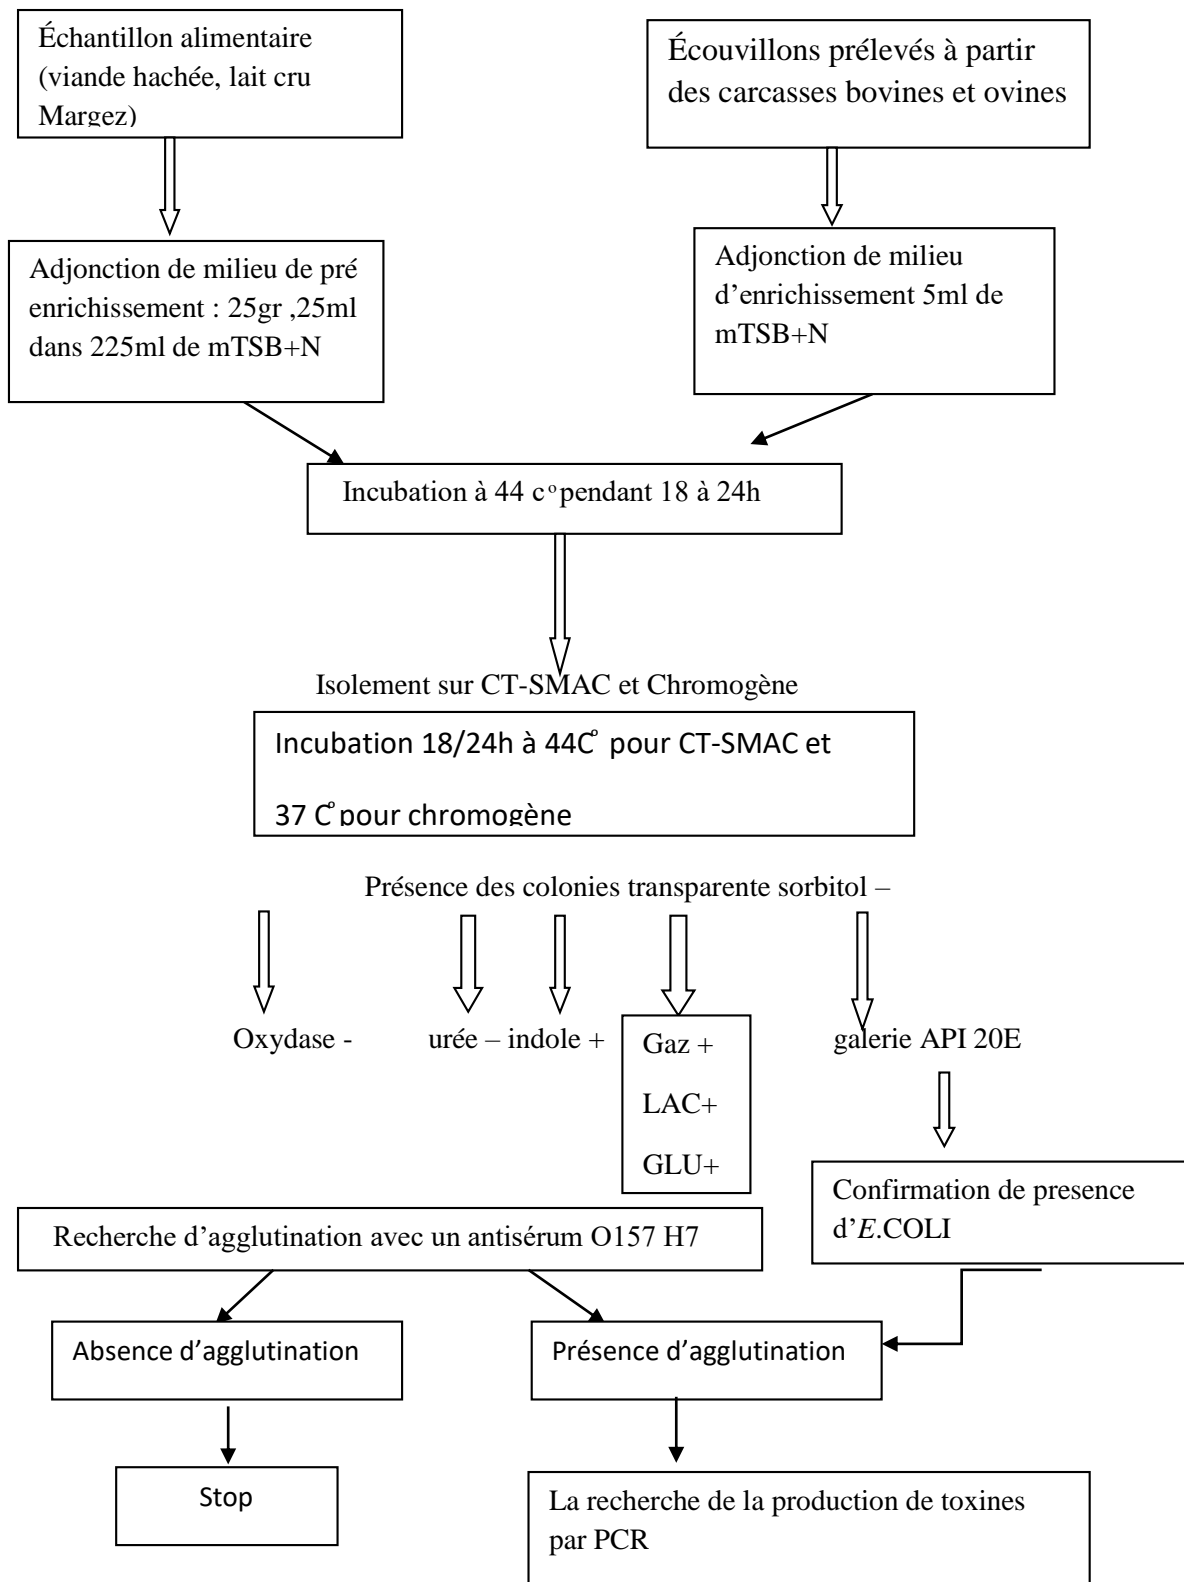 Échantillon alimentaire
(viande hachée, lait cru
Margez)
Écouvillons prélevés à partir
des carcasses bovines et ovines
Adjonction de milieu de pré
enrichissement : 25gr ,25ml
dans 225ml de mTSB+N
Adjonction de milieu
d’enrichissement 5ml de
mTSB+N
Incubation à 44 c° pendant 18 à 24h
Isolement sur CT-SMAC et Chromogène
Incubation 18/24h à 44C° pour CT-SMAC et
37 C° pour chromogène
Présence des colonies transparente sorbitol –
Oxydase -
urée – indole +
Gaz +
LAC+
GLU+
galerie API 20E
Confirmation de presence
d’E.COLI
Recherche d’agglutination avec un antisérum O157 H7
Absence d’agglutination
Présence d’agglutination
Stop
La recherche de la production de toxines
par PCR